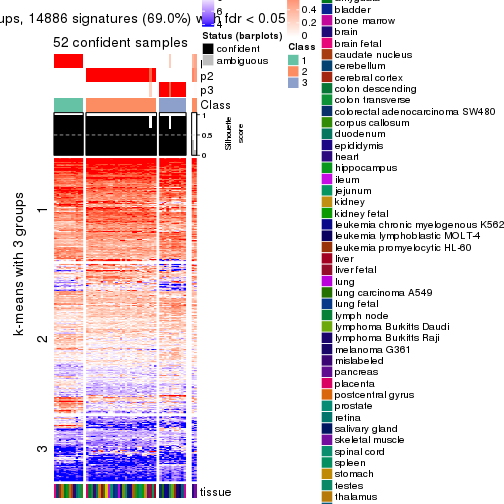 ups, 14886 signatures (69.0%) with fdr < 0.05
52 confident samples
p2
p3
Class
1
0.5
0
Silhouette
score
k-means with 3 groups
1
2
3
tissue
4
Status (barplots)
confident
ambiguous
0.4
0.2
0
Class
1
2
3
bladder
bone marrow
brain
brain fetal
caudate nucleus
cerebellum
cerebral cortex
colon descending
colon transverse
colorectal adenocarcinoma SW480
corpus callosum
duodenum
epididymis
heart
hippocampus
ileum
jejunum
kidney
kidney fetal
leukemia chronic myelogenous K562
leukemia lymphoblastic MOLT-4
leukemia promyelocytic HL-60
liver
liver fetal
lung
lung carcinoma A549
lung fetal
lymph node
lymphoma Burkitts Daudi
lymphoma Burkitts Raji
melanoma G361
mislabeled
pancreas
placenta
postcentral gyrus
prostate
retina
salivary gland
skeletal muscle
spinal cord
spleen
stomach
testes
thalamus